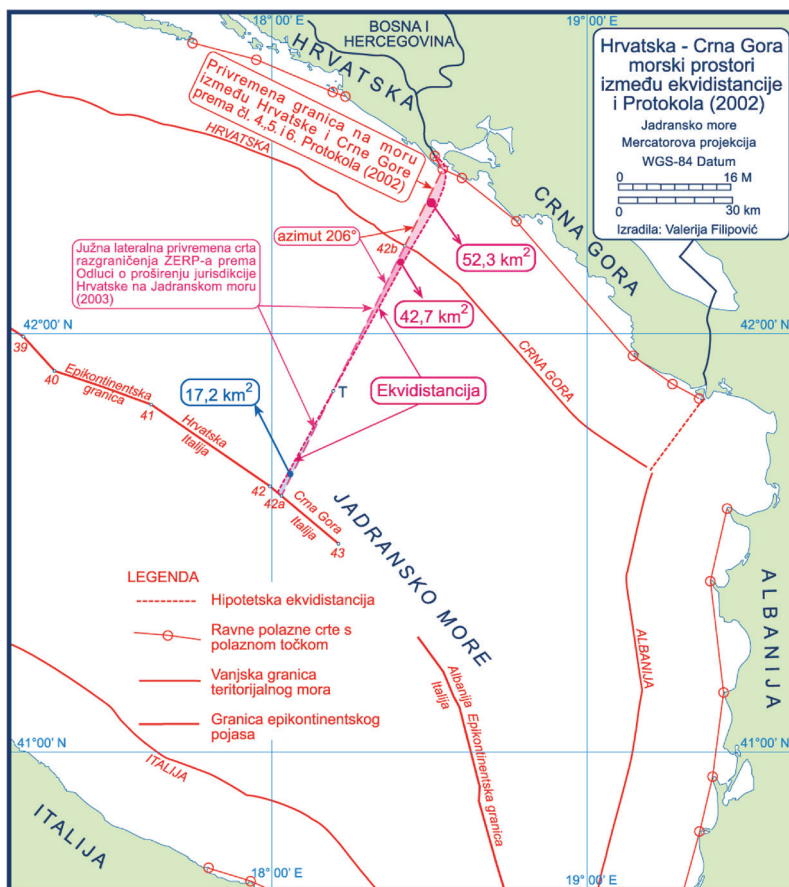 18°00' E
19°00' E
BOSNA I
HERCEGOVINA
HRVATSKA
Hrvatska - Crna Gora
morski prostori
između ekvidistancije
i Protokola (2002)
Jadransko more
Mercatorova projekcija
WGS-84 Datum
0 16 M
0 30 km
Izradila: Valerija Filipović
Privremena granica na moru
između Hrvatske i Crne Gore
prema čl. 4.,5. i 6. Protokola (2002)
HRVATSKA
CRNA GORA
azimut 206°
42b
52,3 km²
Južna lateralna privremena crta
razgraničenja ZERP-a prema
Odluci o proširenju jurisdikcije
Hrvatske na Jadranskom moru
(2003)
42,7 km²
42°00' N
42°00' N
39
40
Epikontinentska
granica
41
CRNA GORA
T
Ekvidistancija
17,2 km²
Hrvatska
Italija
42
42a
Crna Gora
Italija
43
JADRANSKO MORE
LEGENDA
Hipotetska ekvidistancija
Ravne polazne crte s
polaznom točkom
Vanjska granica
teritorijalnog mora
Granica epikontinentskog
pojasa
ALBANIJA
ALBANIJA
Albanija
Italija
Epikontinentska granica
41°00' N
41°00' N
ITALIJA
ITALIJA
18°00' E
19°00' E